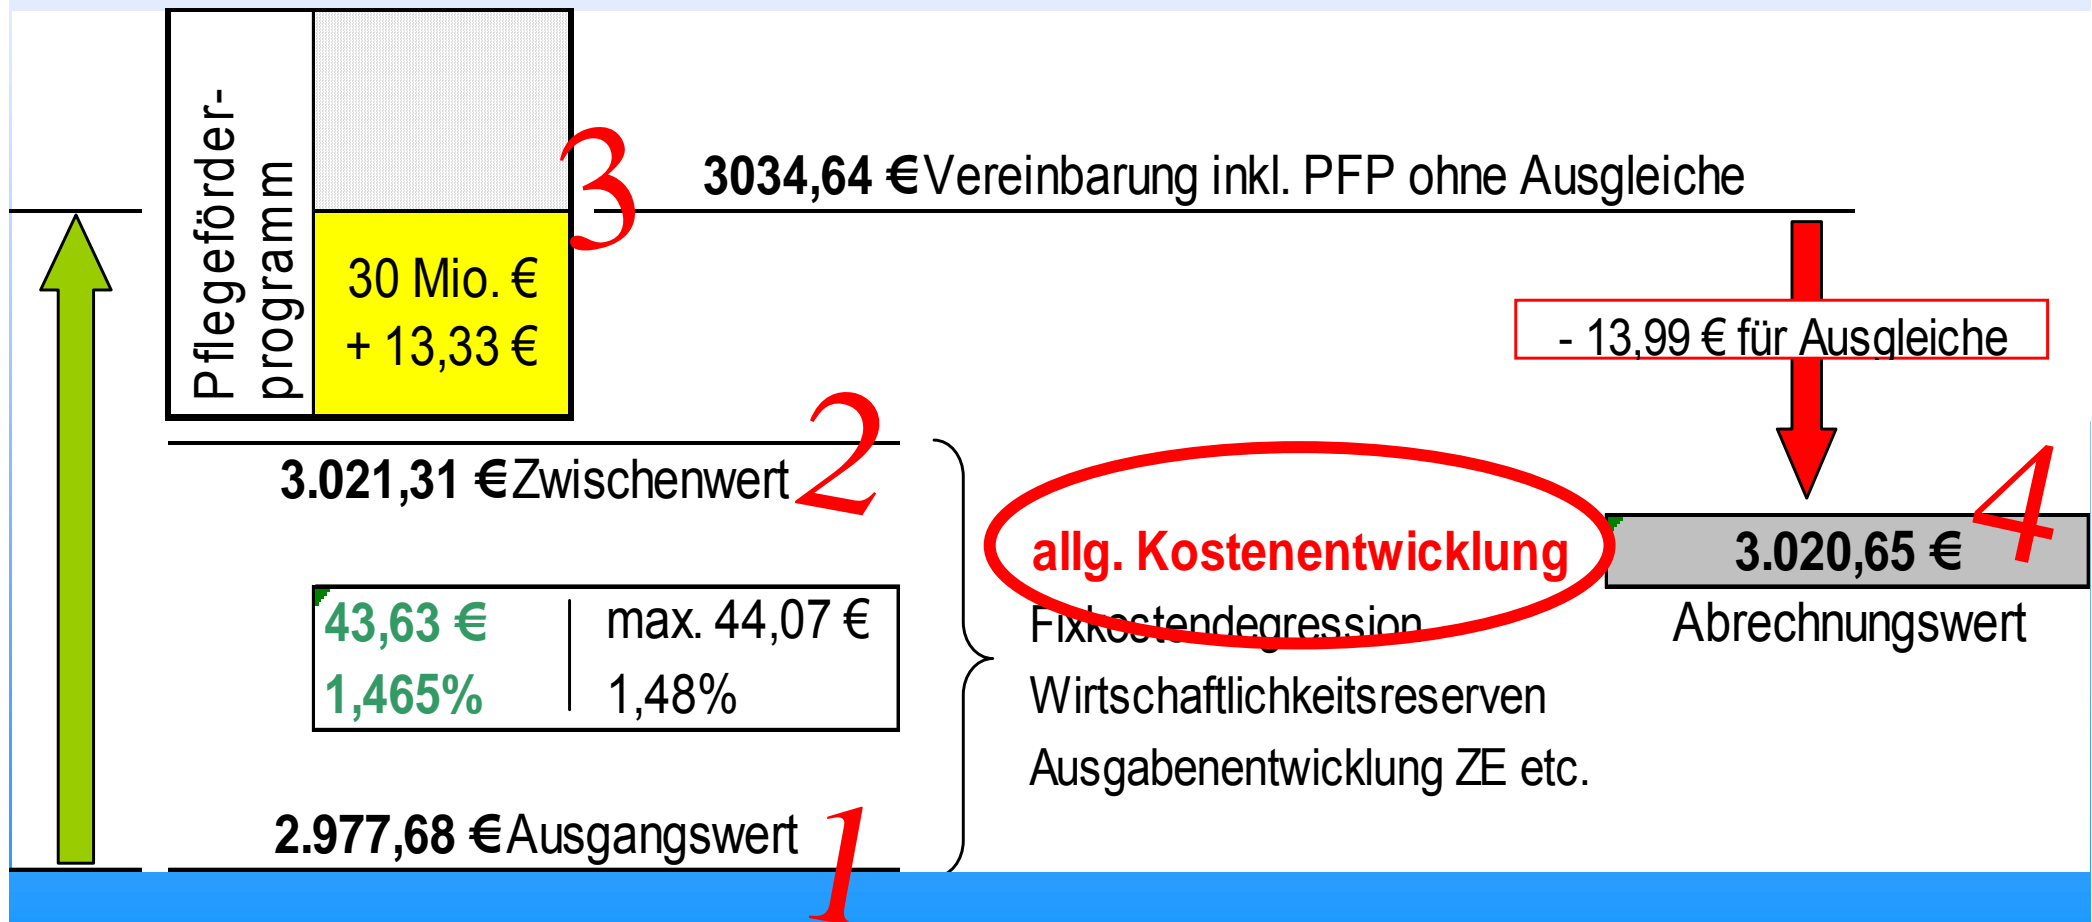 Pflegeförder-
programm
30 Mio. €
+ 13,33 €
3
3034,64 € Vereinbarung inkl. PFP ohne Ausgleiche
- 13,99 € für Ausgleiche
3.021,31 € Zwischenwert
2
43,63 € max. 44,07 €
1,465% 1,48%
2.977,68 € Ausgangswert
1
allg. Kostenentwicklung
Fixkostendegression
Wirtschaftlichkeitsreserven
Ausgabenentwicklung ZE etc.
3.020,65 €
4
Abrechnungswert